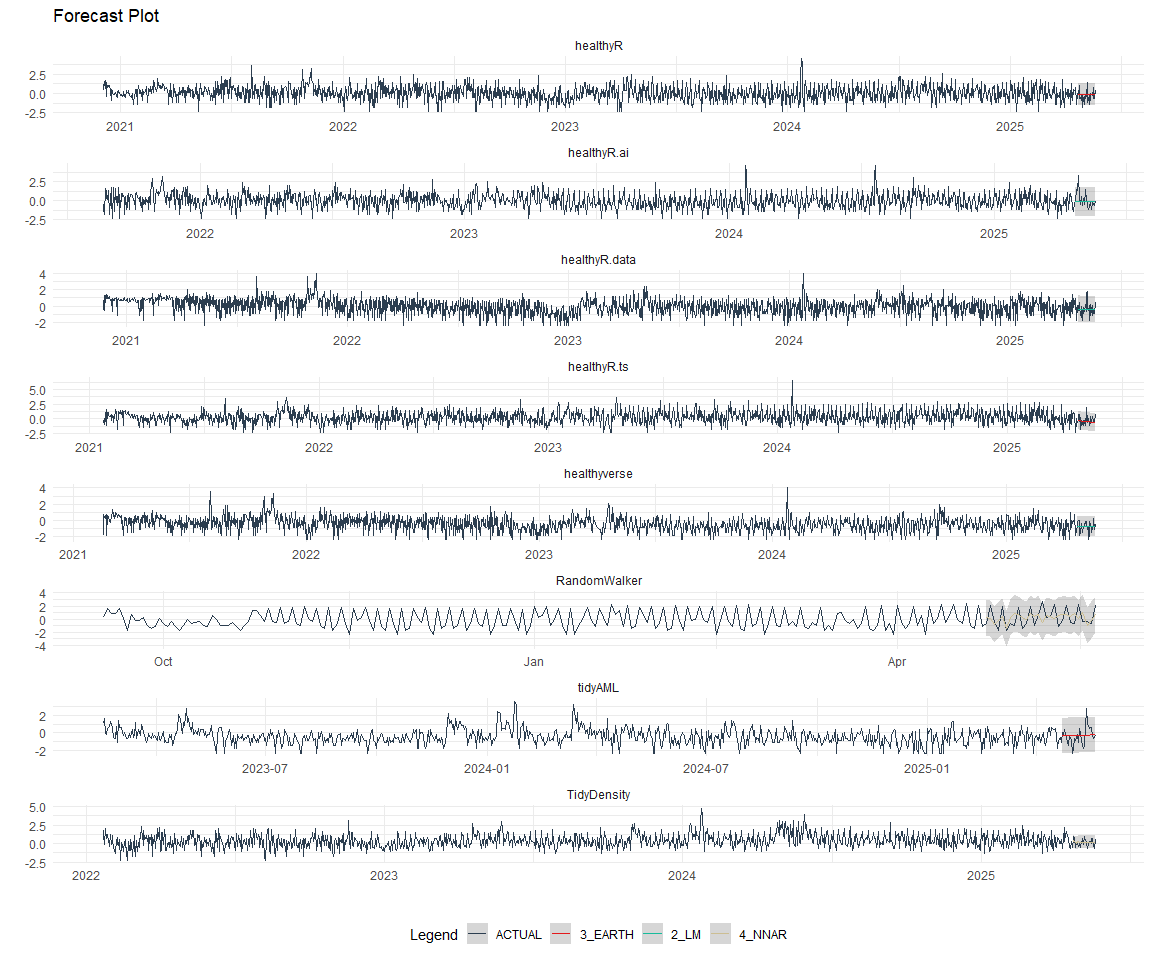 Forecast Plot
healthyR
2.5
0.0
-2.5
2021 2022 2023 2024 2025
healthyR.ai
2.5
0.0
-2.5
2022 2023 2024 2025
healthyR.data
4
2
0
-2
2021 2022 2023 2024 2025
healthyR.ts
5.0
2.5
0.0
-2.5
2021 2022 2023 2024 2025
healthyverse
4
2
0
-2
2021 2022 2023 2024 2025
RandomWalker
4
2
0
-2
-4
Oct Jan Apr
tidyAML
2
0
-2
2023-07 2024-01 2024-07 2025-01
TidyDensity
5.0
2.5
0.0
-2.5
2022 2023 2024 2025
Legend ACTUAL 3_EARTH 2_LM 4_NNAR